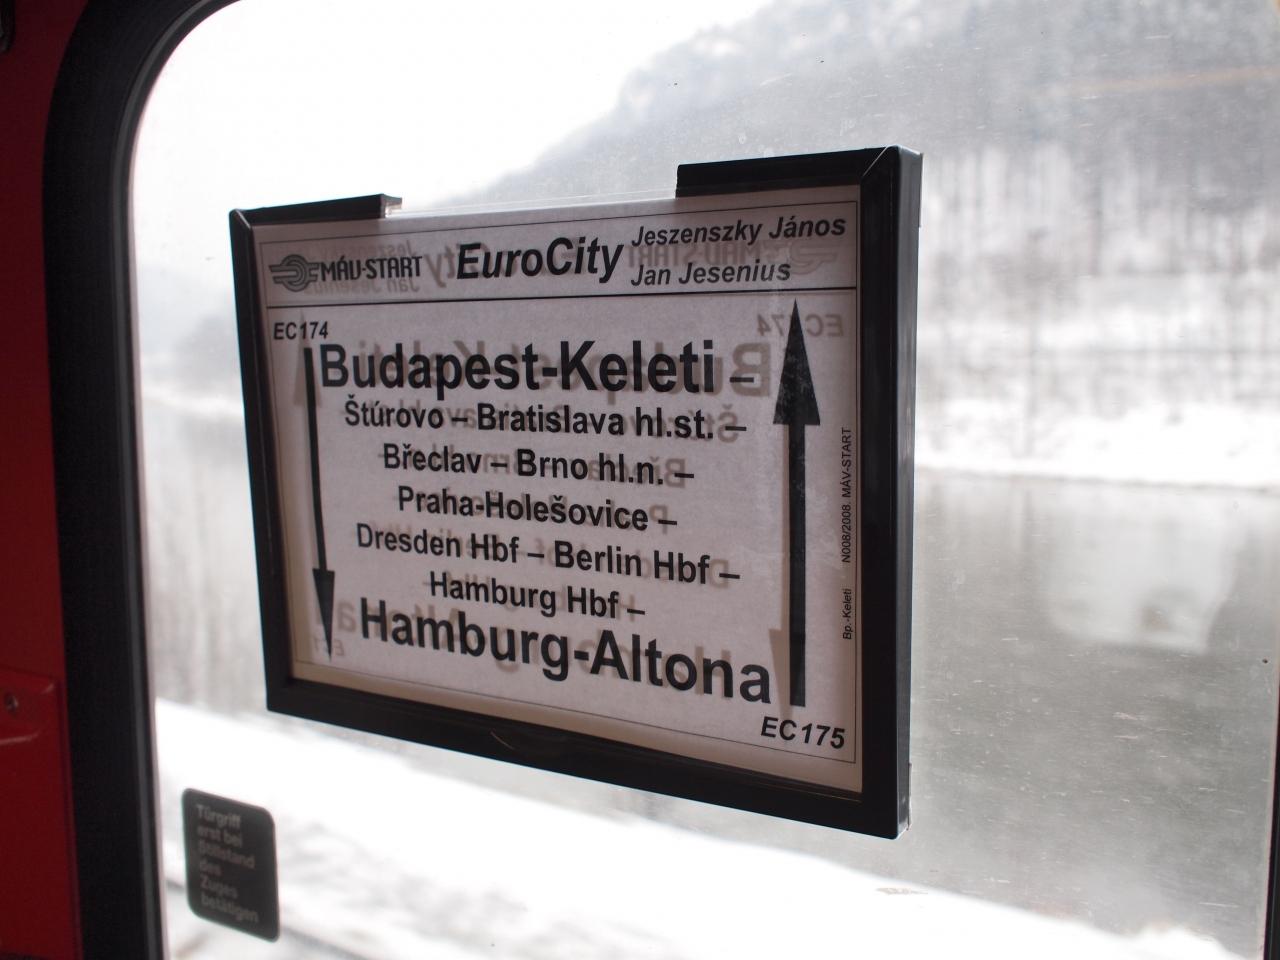 MÁV-START EuroCity Jeszenszky János
Jan Jesenius
EC174
Budapest-Keleti –
Štúrovo – Bratislava hl.st. –
Břeclav – Brno hl.n. –
Praha-Holešovice –
Dresden Hbf – Berlin Hbf –
Hamburg Hbf –
Hamburg-Altona
EC175
Bp.-Keleti N008/2008. MÁV-START
Türgriff
erst bei
Stillstand
des
Zuges
betätigen